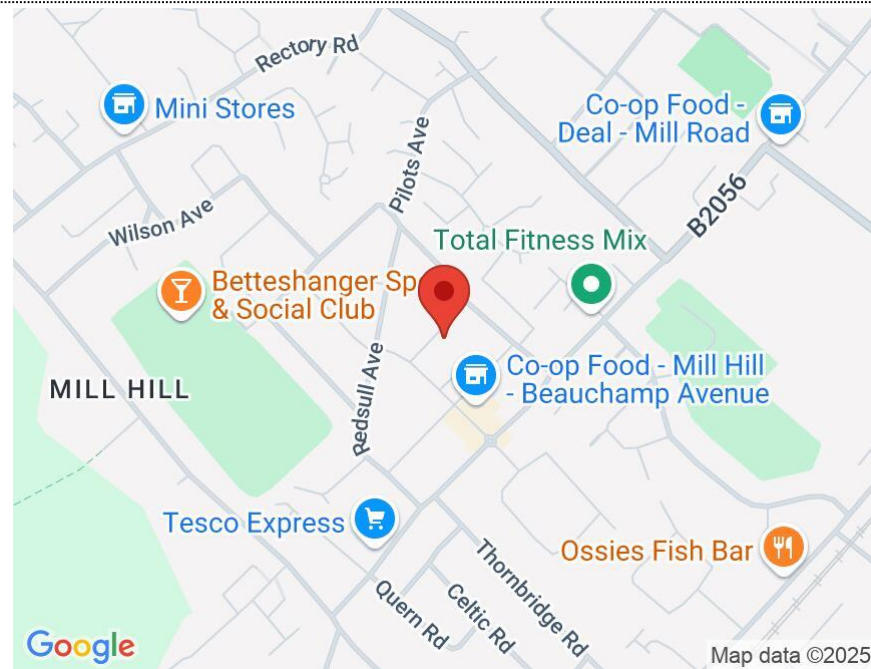 Rectory Rd
Mini Stores
Co-op Food -
Deal - Mill Road
Pilots Ave
B2056
Wilson Ave
Total Fitness Mix
Betteshanger Sp
& Social Club
MILL HILL
Redsull Ave
Co-op Food - Mill Hill
- Beauchamp Avenue
Tesco Express
Ossies Fish Bar
Thornbridge Rd
Celtic Rd
Quern Rd
Google
Map data ©2025